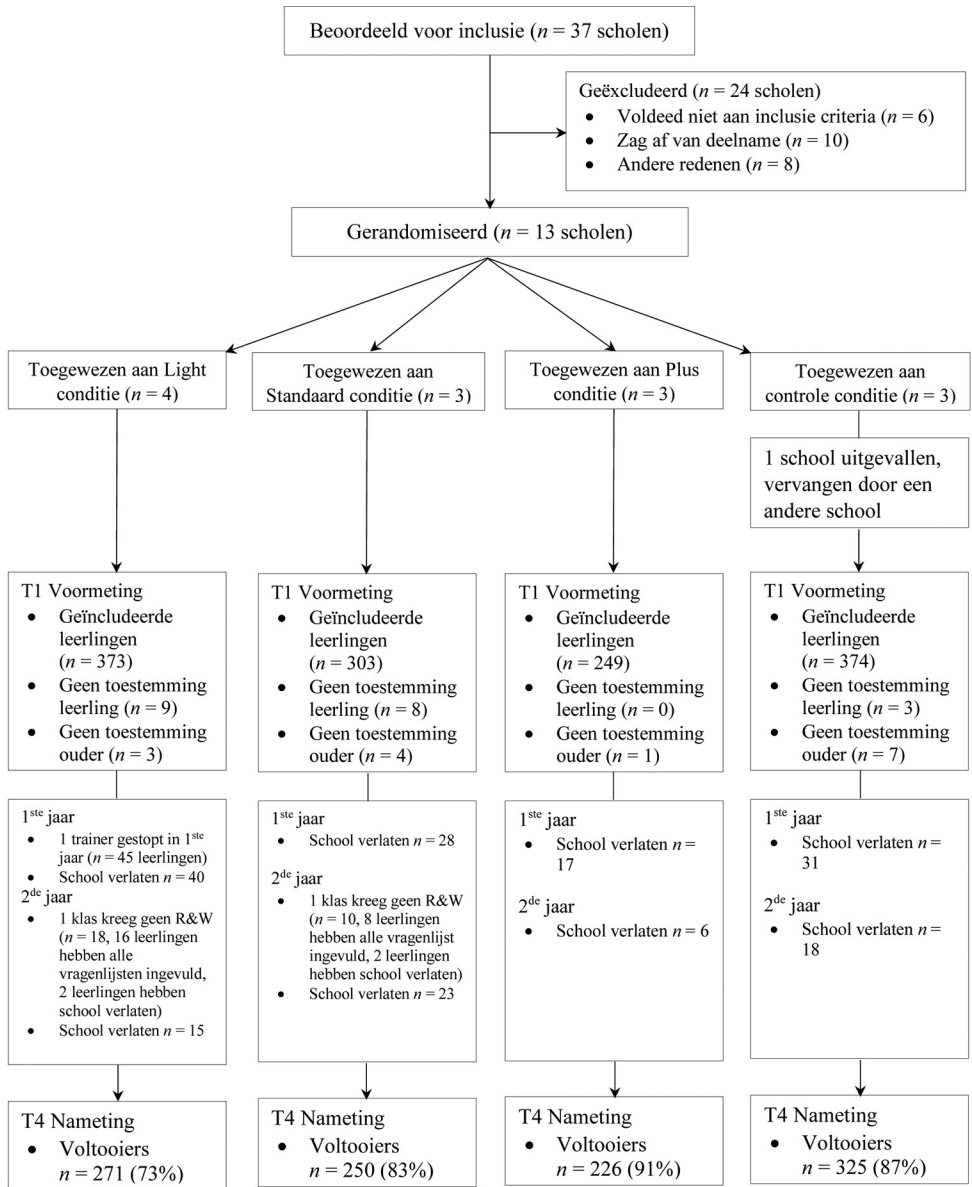 Beoordeeld voor inclusie (n = 37 scholen)
Geëxcludeerd (n = 24 scholen)
• Voldeed niet aan inclusie criteria (n = 6)
• Zag af van deelname (n = 10)
• Andere redenen (n = 8)
Gerandomiseerd (n = 13 scholen)
Toegewezen aan Light
conditie (n = 4)
Toegewezen aan
Standaard conditie (n = 3)
Toegewezen aan Plus
conditie (n = 3)
Toegewezen aan
controle conditie (n = 3)
1 school uitgevallen,
vervangen door een
andere school
T1 Voormeting
• Geïncludeerde
leerlingen
(n = 373)
• Geen toestemming
leerling (n = 9)
• Geen toestemming
ouder (n = 3)
T1 Voormeting
• Geïncludeerde
leerlingen
(n = 303)
• Geen toestemming
leerling (n = 8)
• Geen toestemming
ouder (n = 4)
T1 Voormeting
• Geïncludeerde
leerlingen
(n = 249)
• Geen toestemming
leerling (n = 0)
• Geen toestemming
ouder (n = 1)
T1 Voormeting
• Geïncludeerde
leerlingen
(n = 374)
• Geen toestemming
leerling (n = 3)
• Geen toestemming
ouder (n = 7)
1ste jaar
• 1 trainer gestopt in 1ste
jaar (n = 45 leerlingen)
• School verlaten n = 40
2de jaar
• 1 klas kreeg geen R&W
(n = 18, 16 leerlingen
hebben alle
vragenlijsten ingevuld,
2 leerlingen hebben
school verlaten)
• School verlaten n = 15
1ste jaar
• School verlaten n = 28
2de jaar
• 1 klas kreeg geen R&W
(n = 10, 8 leerlingen
hebben alle vragenlijst
ingevuld, 2 leerlingen
hebben school verlaten)
• School verlaten n = 23
1ste jaar
• School verlaten n =
17
2de jaar
• School verlaten n = 6
1ste jaar
• School verlaten n =
31
2de jaar
• School verlaten n =
18
T4 Nameting
• Voltooiers
n = 271 (73%)
T4 Nameting
• Voltooiers
n = 250 (83%)
T4 Nameting
• Voltooiers
n = 226 (91%)
T4 Nameting
• Voltooiers
n = 325 (87%)